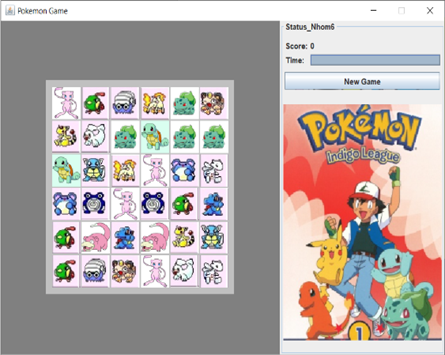 Pokemon Game
Status_Nhom6
Score: 0
Time:
New Game
POKéMON
Indigo League
1